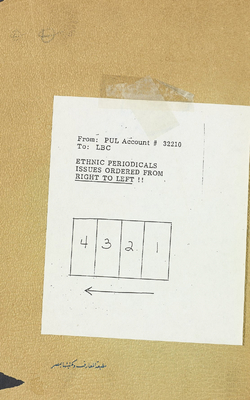 From: PUL Account # 32210
To: LBC
ETHNIC PERIODICALS
ISSUES ORDERED FROM
RIGHT TO LEFT !!
4 3 2 1